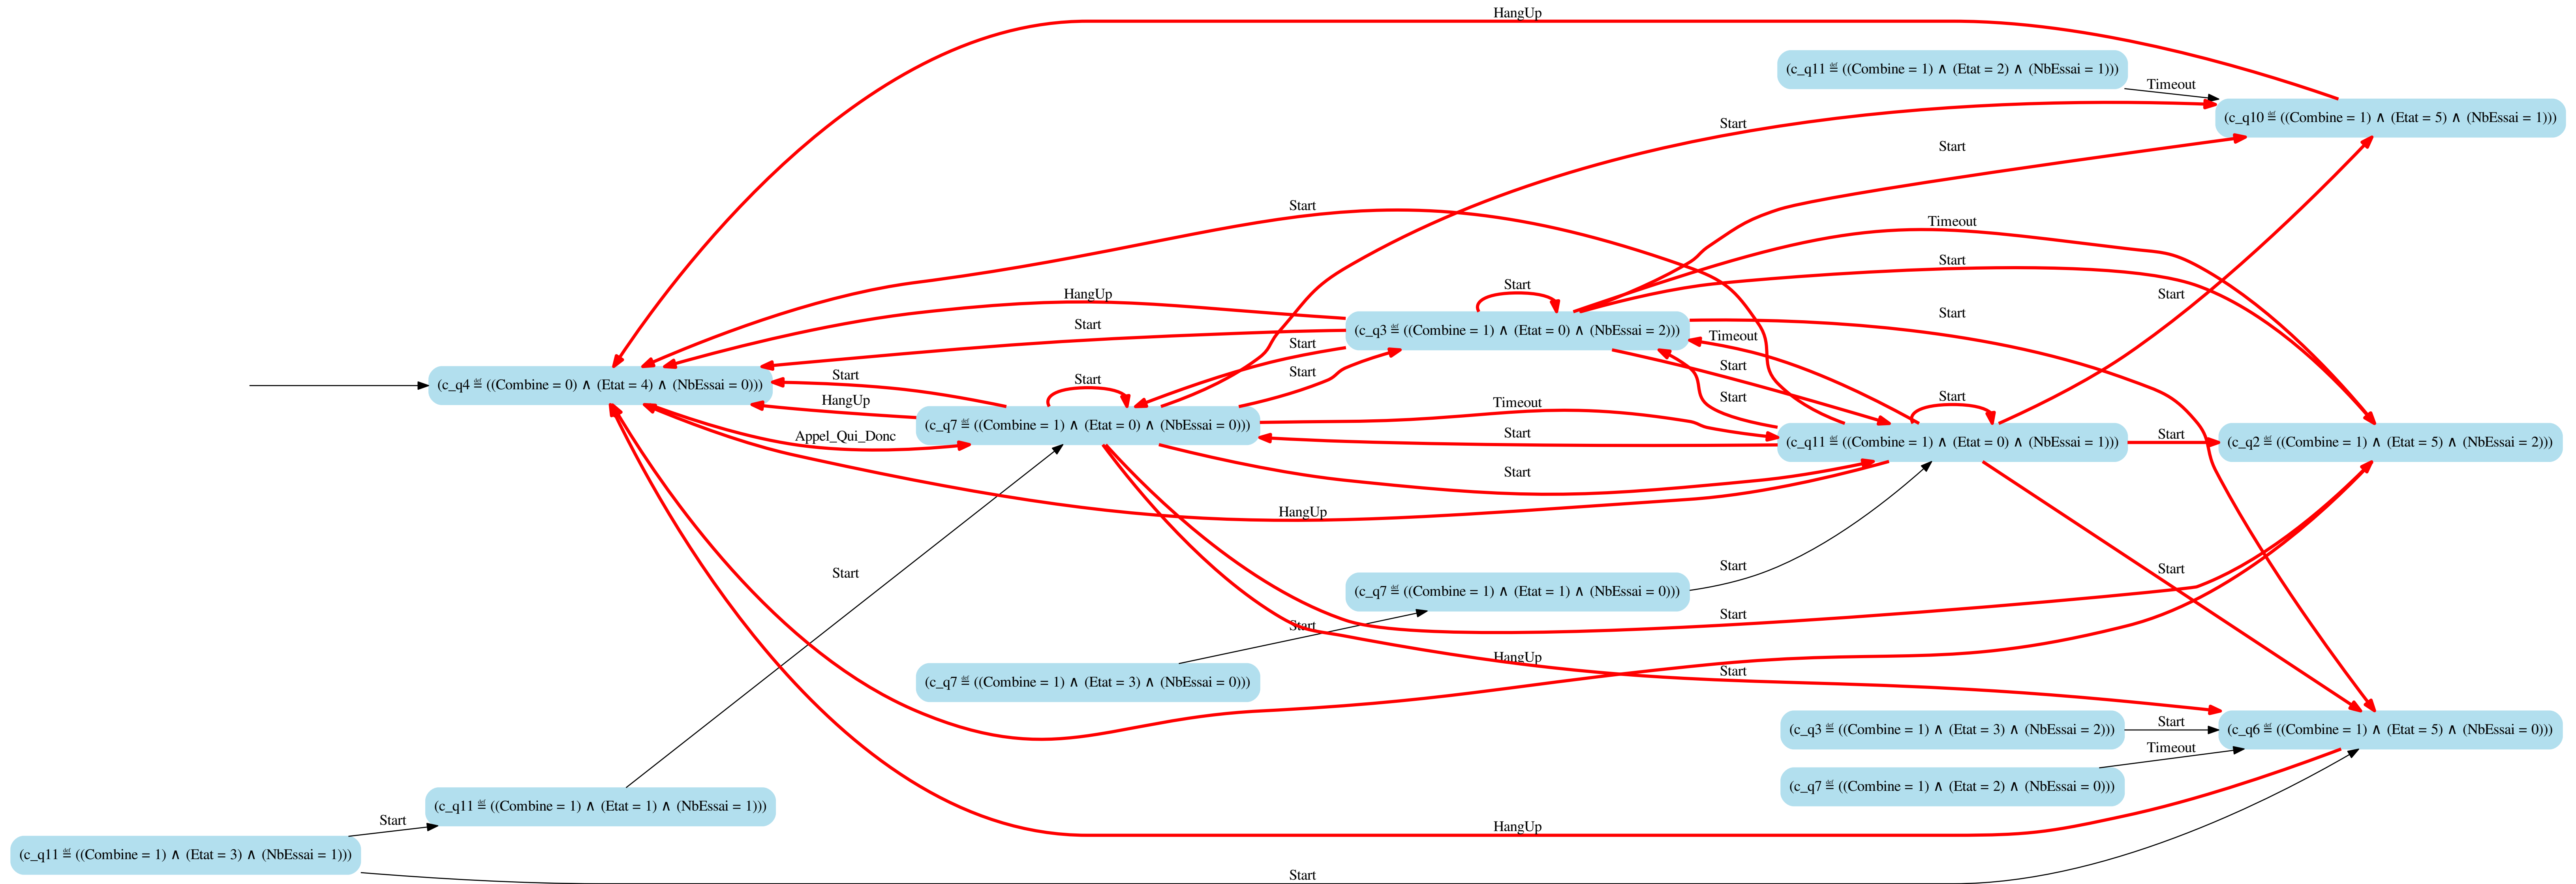 HangUp
(c_q11 ≝ ((Combine = 1) ∧ (Etat = 2) ∧ (NbEssai = 1)))
Timeout
(c_q10 ≝ ((Combine = 1) ∧ (Etat = 5) ∧ (NbEssai = 1)))
Start
Start
Start
Timeout
Start
Start
HangUp
Start
Start
Start
(c_q3 ≝ ((Combine = 1) ∧ (Etat = 0) ∧ (NbEssai = 2)))
Timeout
Start
Start
Start
Start
Start
Start
(c_q4 ≝ ((Combine = 0) ∧ (Etat = 4) ∧ (NbEssai = 0)))
Start
Start
HangUp
Timeout
(c_q7 ≝ ((Combine = 1) ∧ (Etat = 0) ∧ (NbEssai = 0)))
Start
Start
Appel_Qui_Donc
(c_q11 ≝ ((Combine = 1) ∧ (Etat = 0) ∧ (NbEssai = 1)))
(c_q2 ≝ ((Combine = 1) ∧ (Etat = 5) ∧ (NbEssai = 2)))
Start
HangUp
Start
Start
Start
(c_q7 ≝ ((Combine = 1) ∧ (Etat = 1) ∧ (NbEssai = 0)))
Start
Start
HangUp
Start
(c_q7 ≝ ((Combine = 1) ∧ (Etat = 3) ∧ (NbEssai = 0)))
(c_q3 ≝ ((Combine = 1) ∧ (Etat = 3) ∧ (NbEssai = 2)))
Start
(c_q6 ≝ ((Combine = 1) ∧ (Etat = 5) ∧ (NbEssai = 0)))
Timeout
(c_q7 ≝ ((Combine = 1) ∧ (Etat = 2) ∧ (NbEssai = 0)))
(c_q11 ≝ ((Combine = 1) ∧ (Etat = 1) ∧ (NbEssai = 1)))
Start
HangUp
(c_q11 ≝ ((Combine = 1) ∧ (Etat = 3) ∧ (NbEssai = 1)))
Start